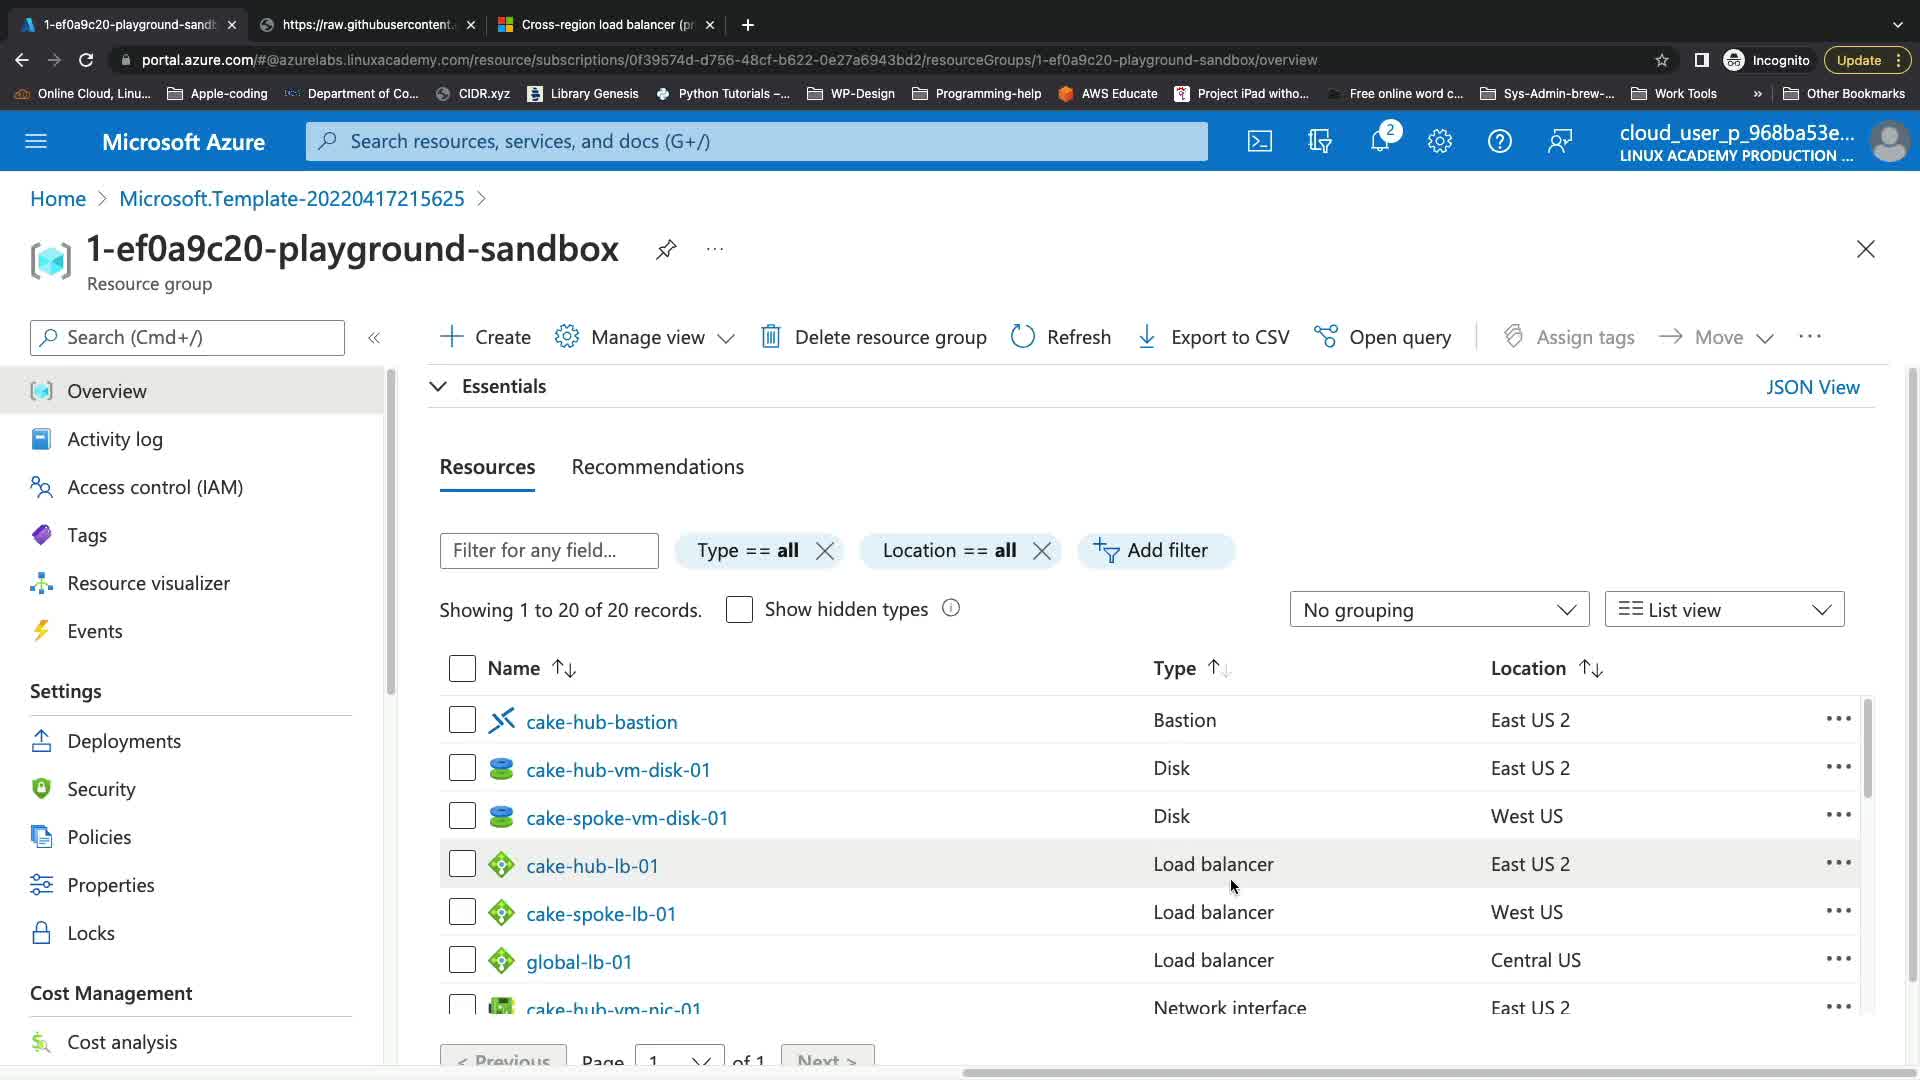 1-ef0a9c20-playground-sandb
https://raw.githubusercontent.
Cross-region load balancer (pr
portal.azure.com/#@azurelabs.linuxacademy.com/resource/subscriptions/0f39574d-d756-48cf-b622-0e27a6943bd2/resourceGroups/1-ef0a9c20-playground-sandbox/overview
Incognito
Update
Online Cloud, Linu...
Apple-coding
Department of Co...
CIDR.xyz
Library Genesis
Python Tutorials –...
WP-Design
Programming-help
AWS Educate
Project iPad witho...
Free online word c...
Sys-Admin-brew-...
Work Tools
»
Other Bookmarks
Microsoft Azure
Search resources, services, and docs (G+/)
2
cloud_user_p_968ba53e...
LINUX ACADEMY PRODUCTION ...
Home > Microsoft.Template-20220417215625 >
1-ef0a9c20-playground-sandbox
...
Resource group
Search (Cmd+/)
«
Create
Manage view
Delete resource group
Refresh
Export to CSV
Open query
Assign tags
Move
...
Overview
Activity log
Access control (IAM)
Tags
Resource visualizer
Events
Settings
Deployments
Security
Policies
Properties
Locks
Cost Management
Cost analysis
Essentials
JSON View
Resources
Recommendations
Filter for any field...
Type == all
Location == all
Add filter
Showing 1 to 20 of 20 records.
Show hidden types
No grouping
List view
Name
Type
Location
cake-hub-bastion Bastion East US 2 ...
cake-hub-vm-disk-01 Disk East US 2 ...
cake-spoke-vm-disk-01 Disk West US ...
cake-hub-lb-01 Load balancer East US 2 ...
cake-spoke-lb-01 Load balancer West US ...
global-lb-01 Load balancer Central US ...
cake-hub-vm-nic-01 Network interface East US 2 ...
< Previous Page 1 of 1 Next >